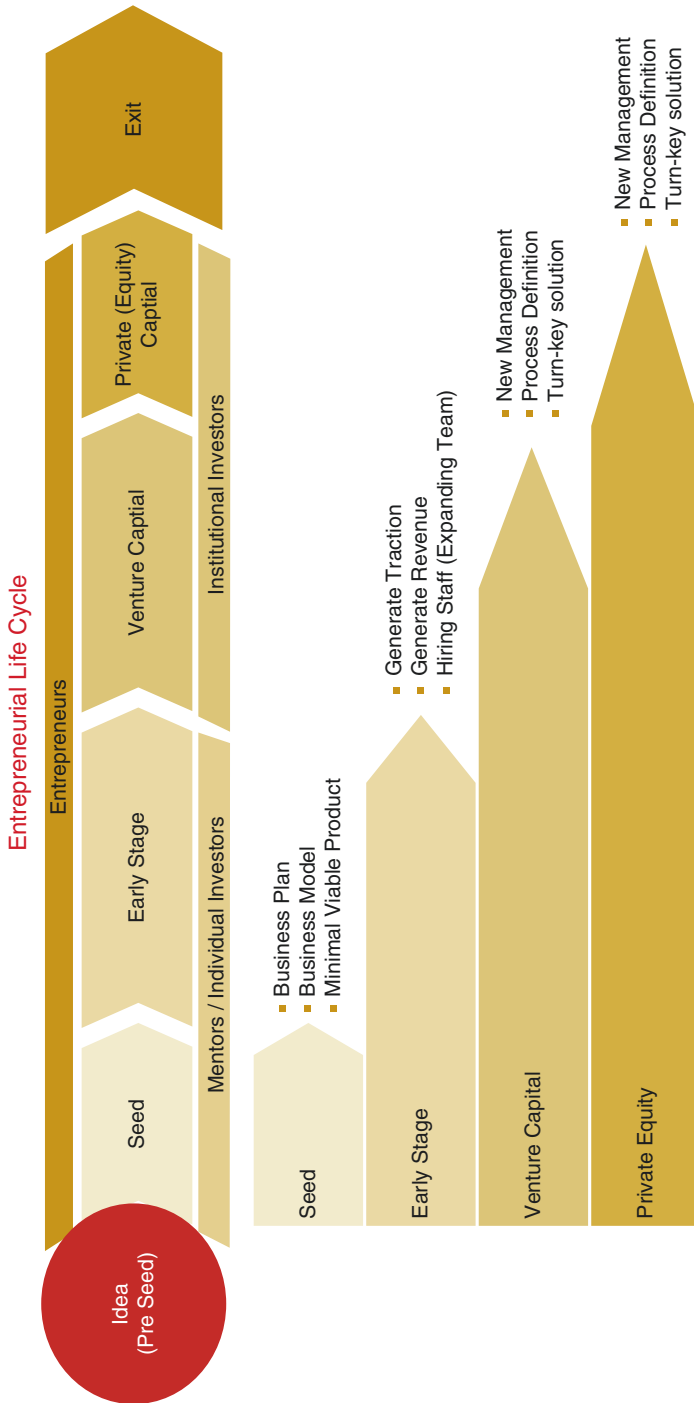 Entrepreneurial Life Cycle
Entrepreneurs
Idea
(Pre Seed)
Seed
Early Stage
Venture Captial
Private (Equity)
Captial
Exit
Mentors / Individual Investors
Institutional Investors
Seed
Business Plan
Business Model
Minimal Viable Product
Early Stage
Generate Traction
Generate Revenue
Hiring Staff (Expanding Team)
Venture Capital
New Management
Process Definition
Turn-key solution
Private Equity
New Management
Process Definition
Turn-key solution